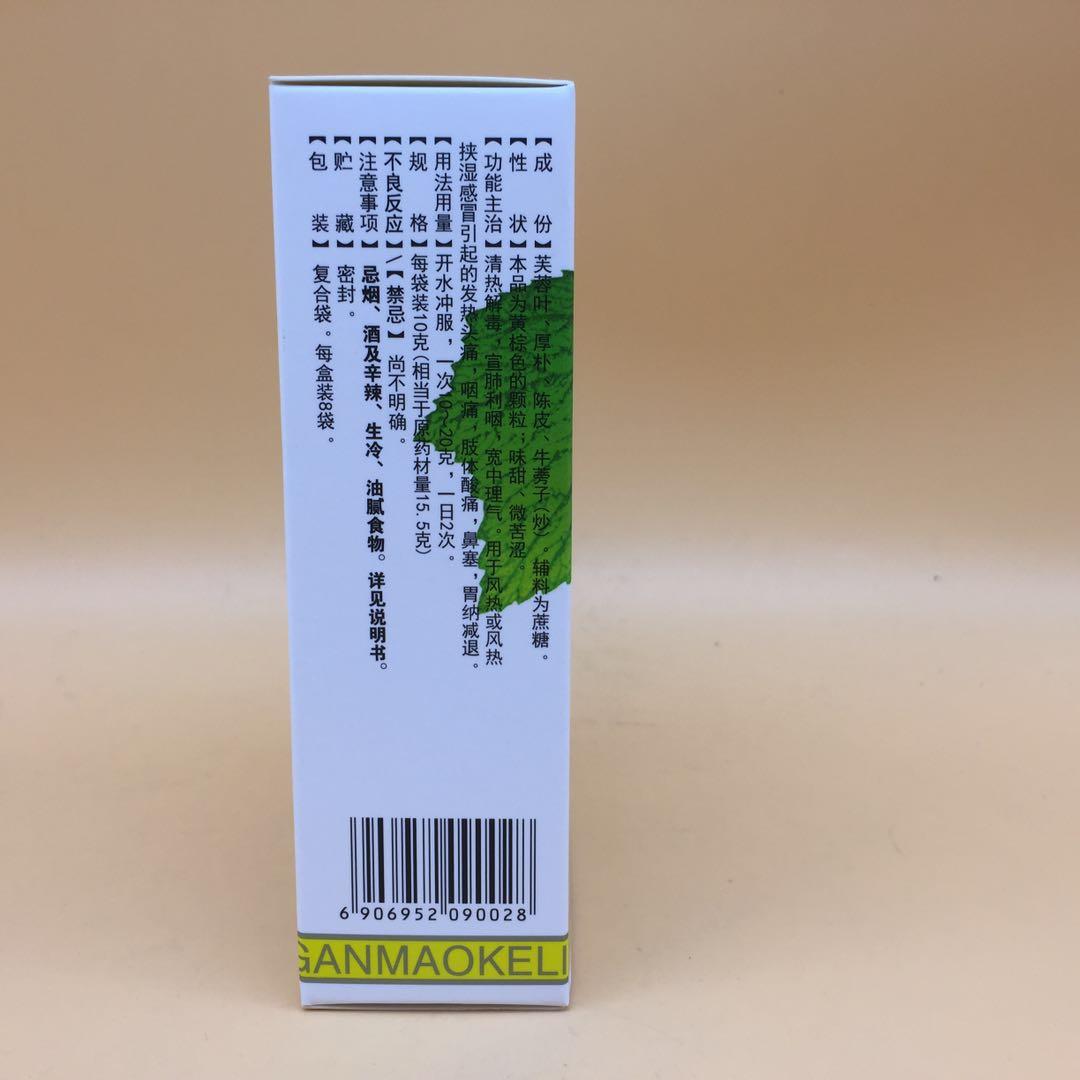 【成份】芙蓉叶、厚朴、陈皮、牛蒡子(炒)。辅料为蔗糖。
【性状】本品为黄棕色的颗粒；味甜、微苦涩。
【功能主治】清热解毒，宣肺利咽，宽中理气。用于风热或风热
挟湿感冒引起的发热头痛，咽痛，肢体酸痛，鼻塞，胃纳减退。
【用法用量】开水冲服，一次10～20克，一日2次。
【规格】每袋装10克(相当于原药材量15.5克)
【不良反应】/【禁忌】尚不明确。
【注意事项】忌烟、酒及辛辣、生冷、油腻食物。详见说明书。
【贮藏】密封。
【包装】复合袋。每盒装8袋。
6 906952 090028
GANMAOKELI